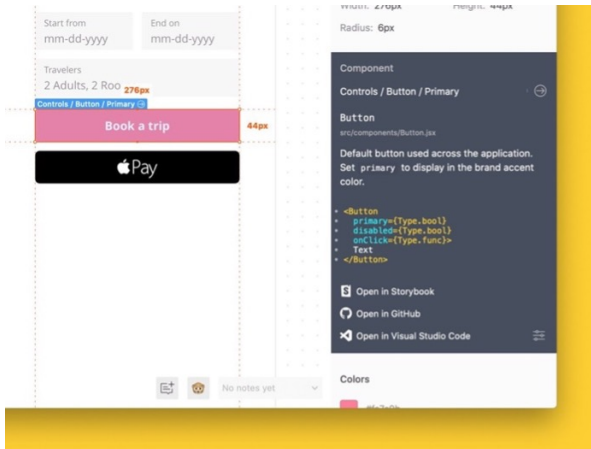 Start from
End on
mm-dd-yyyy
mm-dd-yyyy
Travelers
2 Adults, 2 Roo
276px
Controls / Button / Primary
Book a trip
44px
Pay
No notes yet
Width: 276px
Height: 44px
Radius: 6px
Component
Controls / Button / Primary
Button
src/components/Button.jsx
Default button used across the application.
Set primary to display in the brand accent
color.
<Button
primary={Type.bool}
disabled={Type.bool}
onClick={Type.func}>
Text
</Button>
Open in Storybook
Open in GitHub
Open in Visual Studio Code
Colors